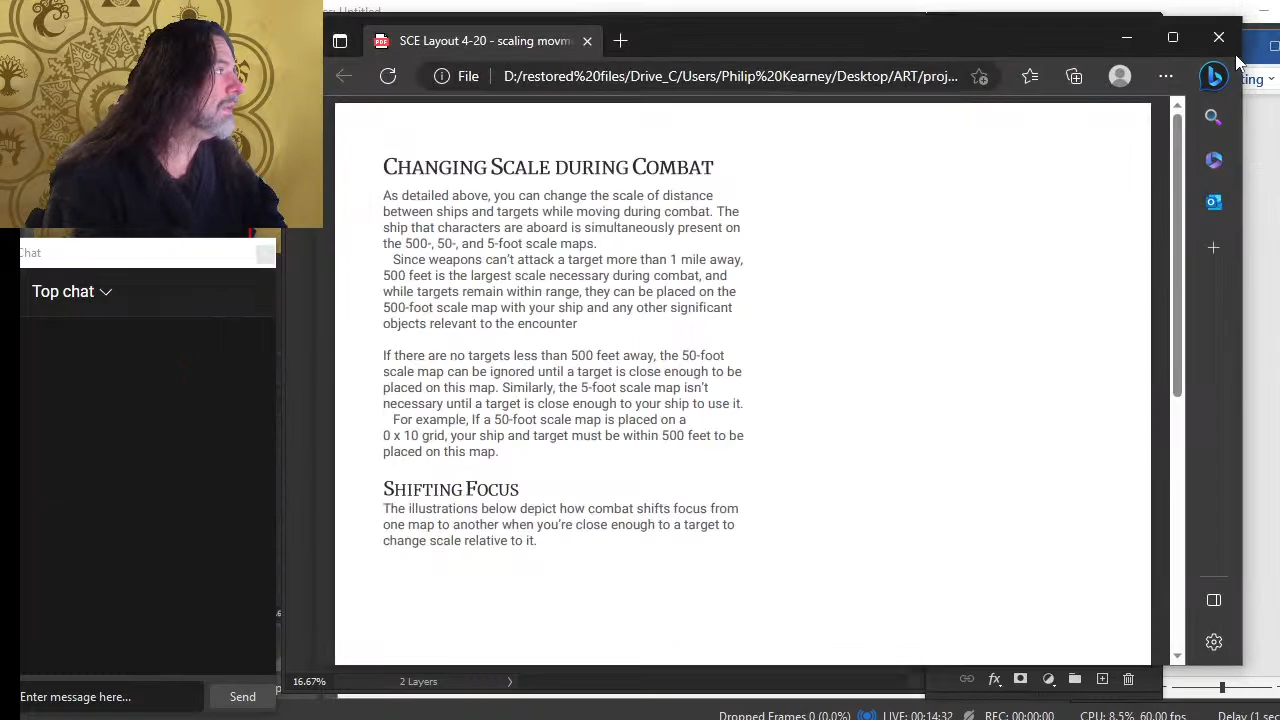 es: Untitled
SCE Layout 4-20 - scaling movm
File
D:/restored%20files/Drive_C/Users/Philip%20Kearney/Desktop/ART/proj...
ting
CHANGING SCALE DURING COMBAT
As detailed above, you can change the scale of distance
between ships and targets while moving during combat. The
ship that characters are aboard is simultaneously present on
the 500-, 50-, and 5-foot scale maps.
Since weapons can't attack a target more than 1 mile away,
500 feet is the largest scale necessary during combat, and
while targets remain within range, they can be placed on the
500-foot scale map with your ship and any other significant
objects relevant to the encounter
If there are no targets less than 500 feet away, the 50-foot
scale map can be ignored until a target is close enough to be
placed on this map. Similarly, the 5-foot scale map isn't
necessary until a target is close enough to your ship to use it.
For example, If a 50-foot scale map is placed on a
0 x 10 grid, your ship and target must be within 500 feet to be
placed on this map.
SHIFTING FOCUS
The illustrations below depict how combat shifts focus from
one map to another when you're close enough to a target to
change scale relative to it.
Chat
Top chat
Enter message here...
Send
16.67%
2 Layers
fx
Dropped Frames 0 (0.0%)
LIVE: 00:14:32
REC: 00:00:00
CPU: 8.5%, 60.00 fps
Delay (1 sec